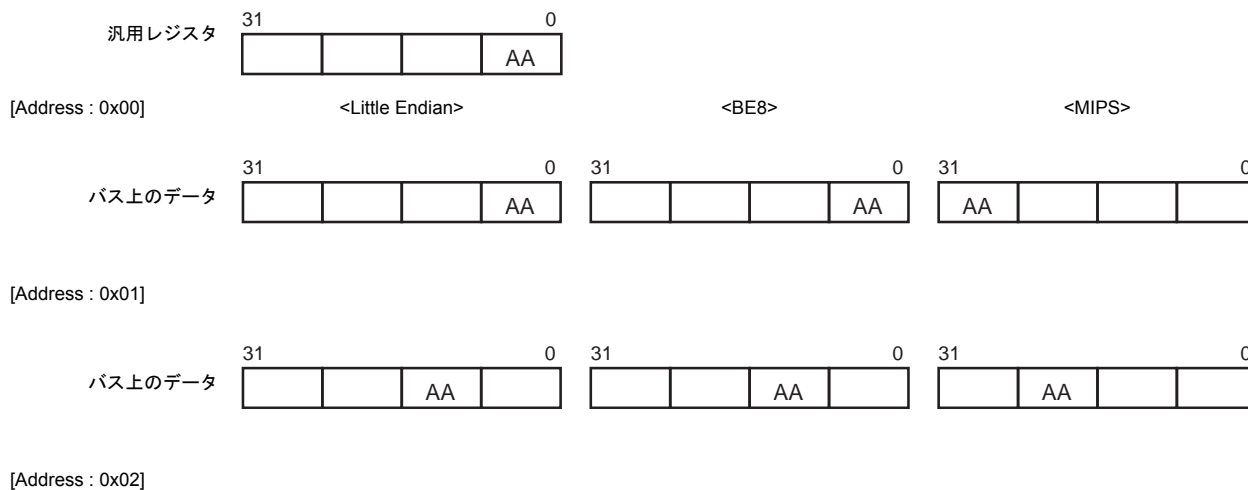 31 0
汎用レジスタ
AA
[Address : 0x00] <Little Endian> <BE8> <MIPS>
31 0 31 0 31 0
バス上のデータ
AA AA AA
[Address : 0x01]
31 0 31 0 31 0
バス上のデータ
AA AA AA
[Address : 0x02]